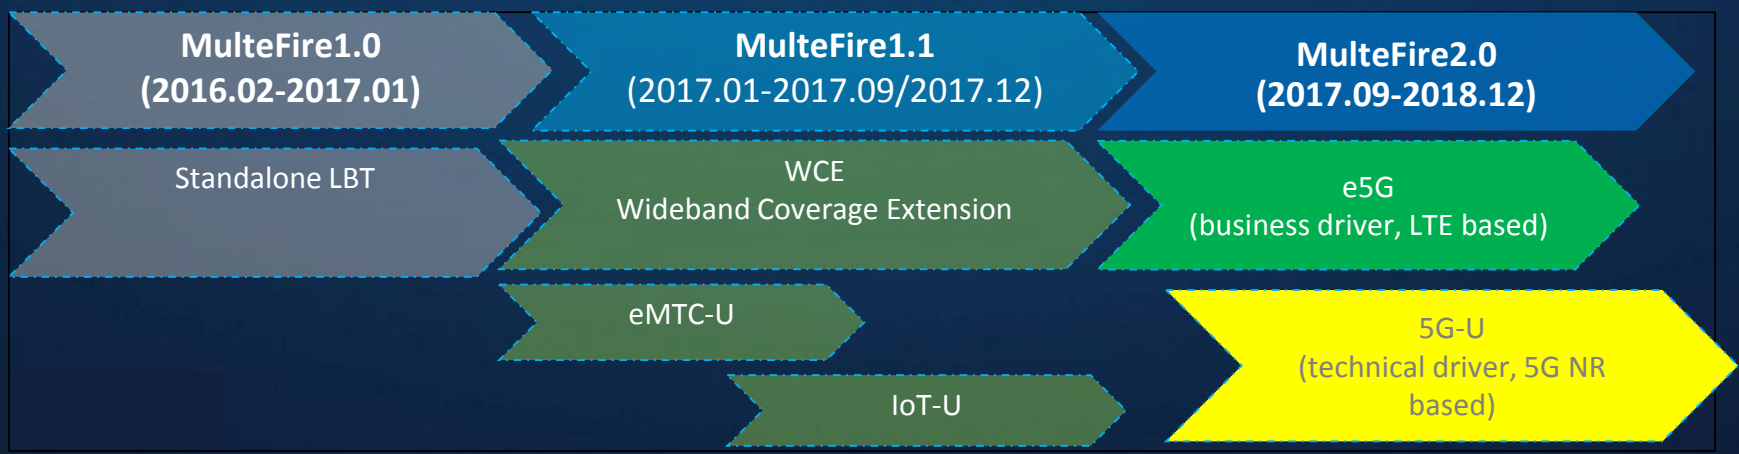 MulteFire1.0
(2016.02-2017.01)
MulteFire1.1
(2017.01-2017.09/2017.12)
MulteFire2.0
(2017.09-2018.12)
Standalone LBT
WCE
Wideband Coverage Extension
e5G
(business driver, LTE based)
eMTC-U
5G-U
(technical driver, 5G NR
based)
IoT-U